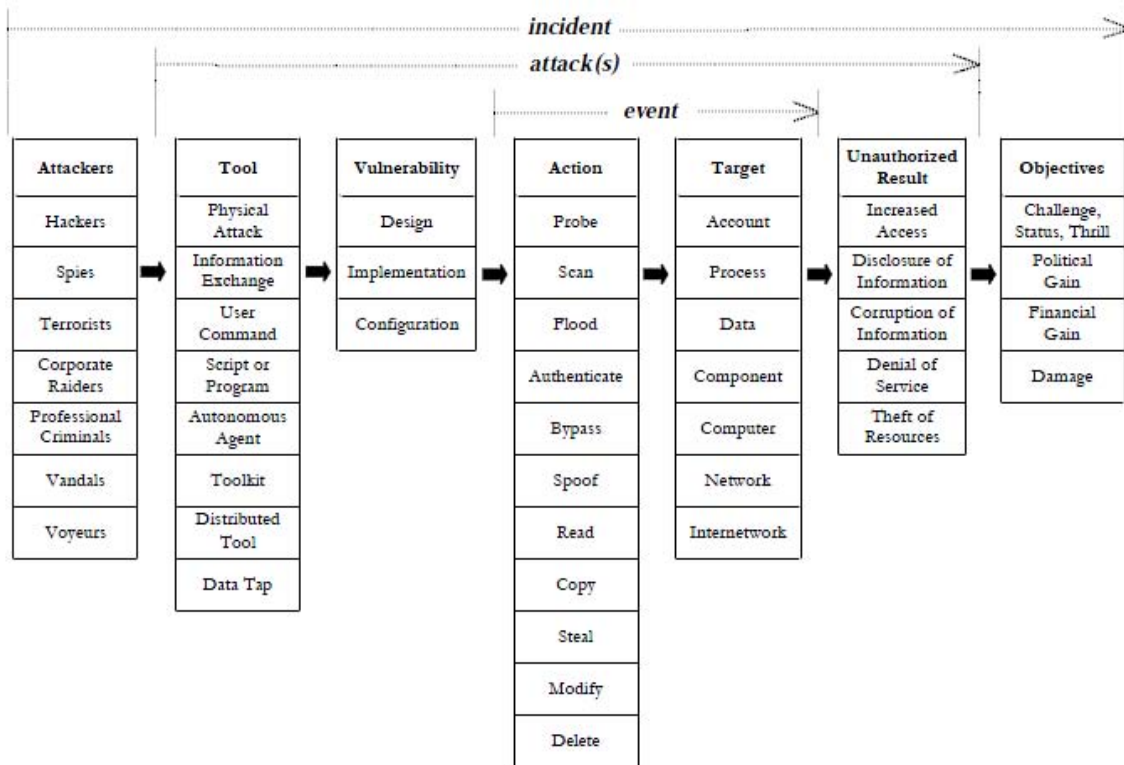 incident
attack(s)
event
Attackers
Hackers
Spies
Terrorists
Corporate
Raiders
Professional
Criminals
Vandals
Voyeurs
Tool
Physical
Attack
Information
Exchange
User
Command
Script or
Program
Autonomous
Agent
Toolkit
Distributed
Tool
Data Tap
Vulnerability
Design
Implementation
Configuration
Action
Probe
Scan
Flood
Authenticate
Bypass
Spoof
Read
Copy
Steal
Modify
Delete
Target
Account
Process
Data
Component
Computer
Network
Internetwork
Unauthorized
Result
Increased
Access
Disclosure of
Information
Corruption of
Information
Denial of
Service
Theft of
Resources
Objectives
Challenge,
Status, Thrill
Political
Gain
Financial
Gain
Damage